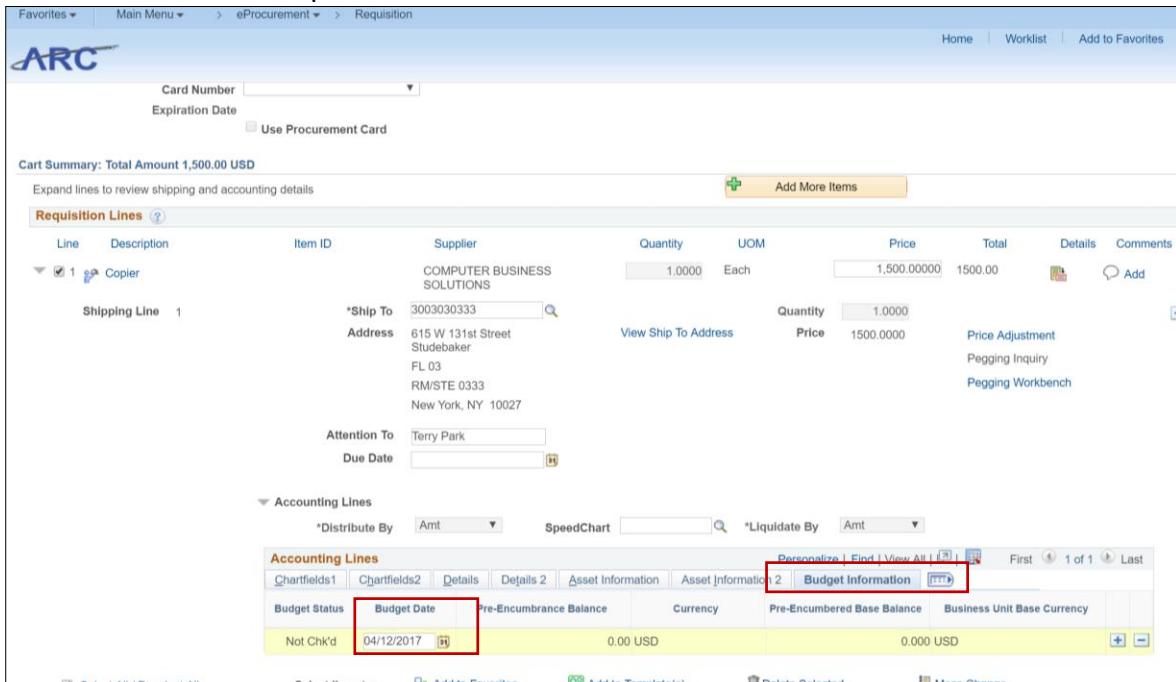 Favorites Main Menu > eProcurement > Requisition
Home Worklist Add to Favorites
ARC
Card Number
Expiration Date
Use Procurement Card
Cart Summary: Total Amount 1,500.00 USD
Expand lines to review shipping and accounting details Add More Items
Requisition Lines ?
Line Description Item ID Supplier Quantity UOM Price Total Details Comments
1 Copier COMPUTER BUSINESS SOLUTIONS 1.0000 Each 1,500.00000 1500.00 Add
Shipping Line 1 *Ship To 3003030333 Quantity 1.0000
Address 615 W 131st Street View Ship To Address Price 1500.0000 Price Adjustment
Studebaker
FL 03 Pegging Inquiry
RM/STE 0333 Pegging Workbench
New York, NY 10027
Attention To Terry Park
Due Date
Accounting Lines
*Distribute By Amt SpeedChart *Liquidate By Amt
Accounting Lines Personalize | Find | View All | First 1 of 1 Last
Chartfields1 Chartfields2 Details Details 2 Asset Information Asset Information 2 Budget Information
Budget Status Budget Date Pre-Encumbrance Balance Currency Pre-Encumbered Base Balance Business Unit Base Currency
Not Chk'd 04/12/2017 0.00 USD 0.000 USD